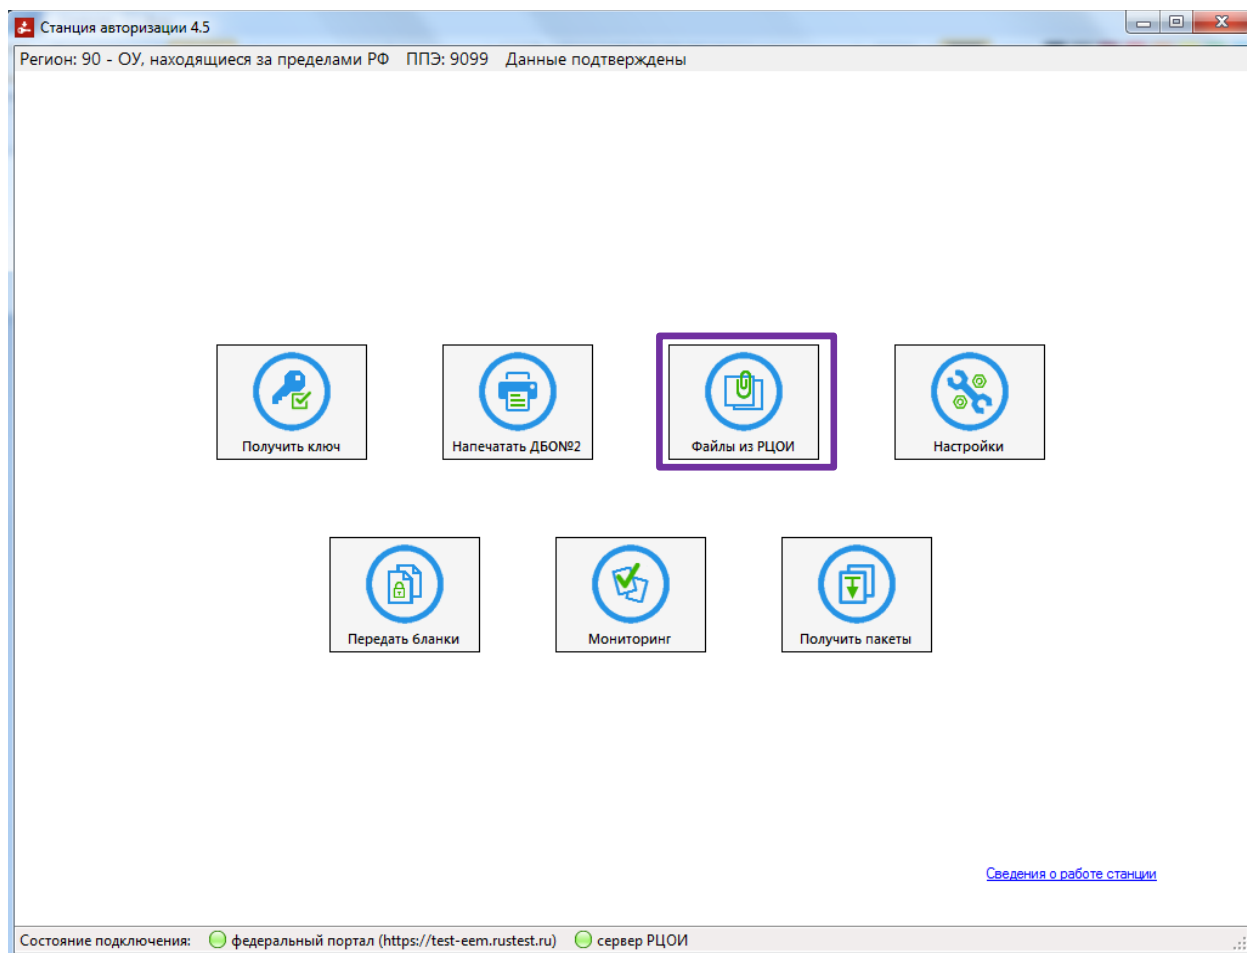 Станция авторизации 4.5
Регион: 90 - ОУ, находящиеся за пределами РФ ППЭ: 9099 Данные подтверждены
Получить ключ
Напечатать ДБО№2
Файлы из РЦОИ
Настройки
Передать бланки
Мониторинг
Получить пакеты
Сведения о работе станции
Состояние подключения: федеральный портал (https://test-eem.rustest.ru) сервер РЦОИ